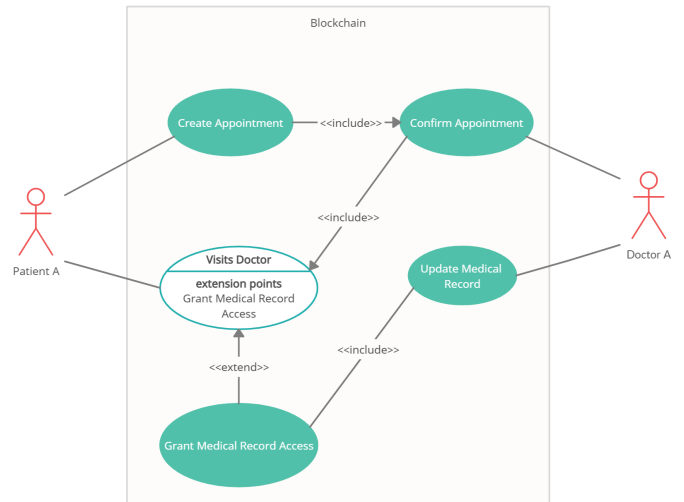 Blockchain
Create Appointment
<<include>>
Confirm Appointment
<<include>>
Patient A
Doctor A
Visits Doctor
extension points
Grant Medical Record
Access
Update Medical
Record
<<include>>
<<extend>>
Grant Medical Record Access